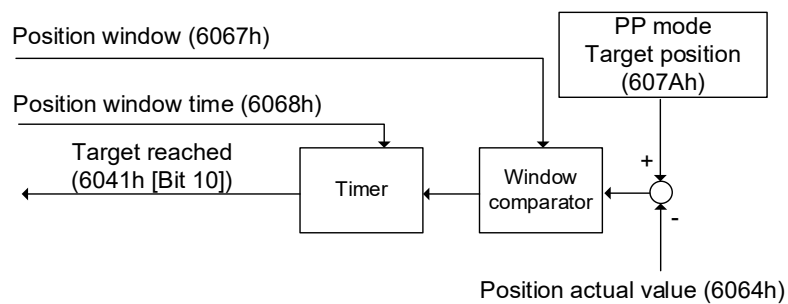 Position window (6067h)
PP mode
Target position
(607Ah)
Position window time (6068h)
Target reached
(6041h [Bit 10])
Timer
Window
comparator
+
-
Position actual value (6064h)